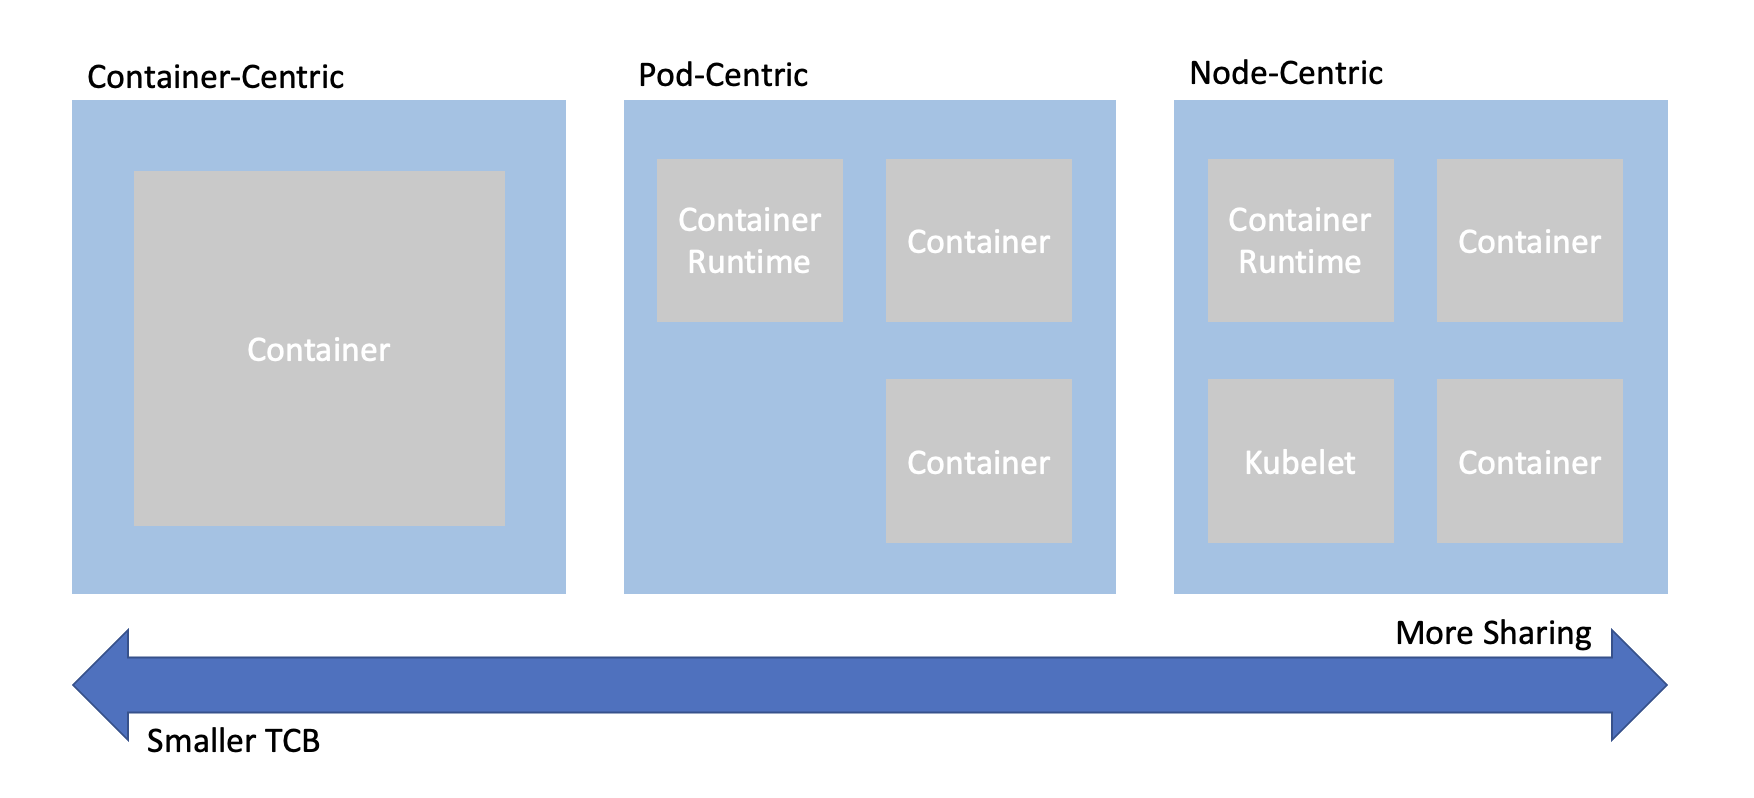 Container-Centric
Container
Pod-Centric
Container
Runtime
Container
Container
Node-Centric
Container
Runtime
Container
Kubelet
Container
More Sharing
Smaller TCB